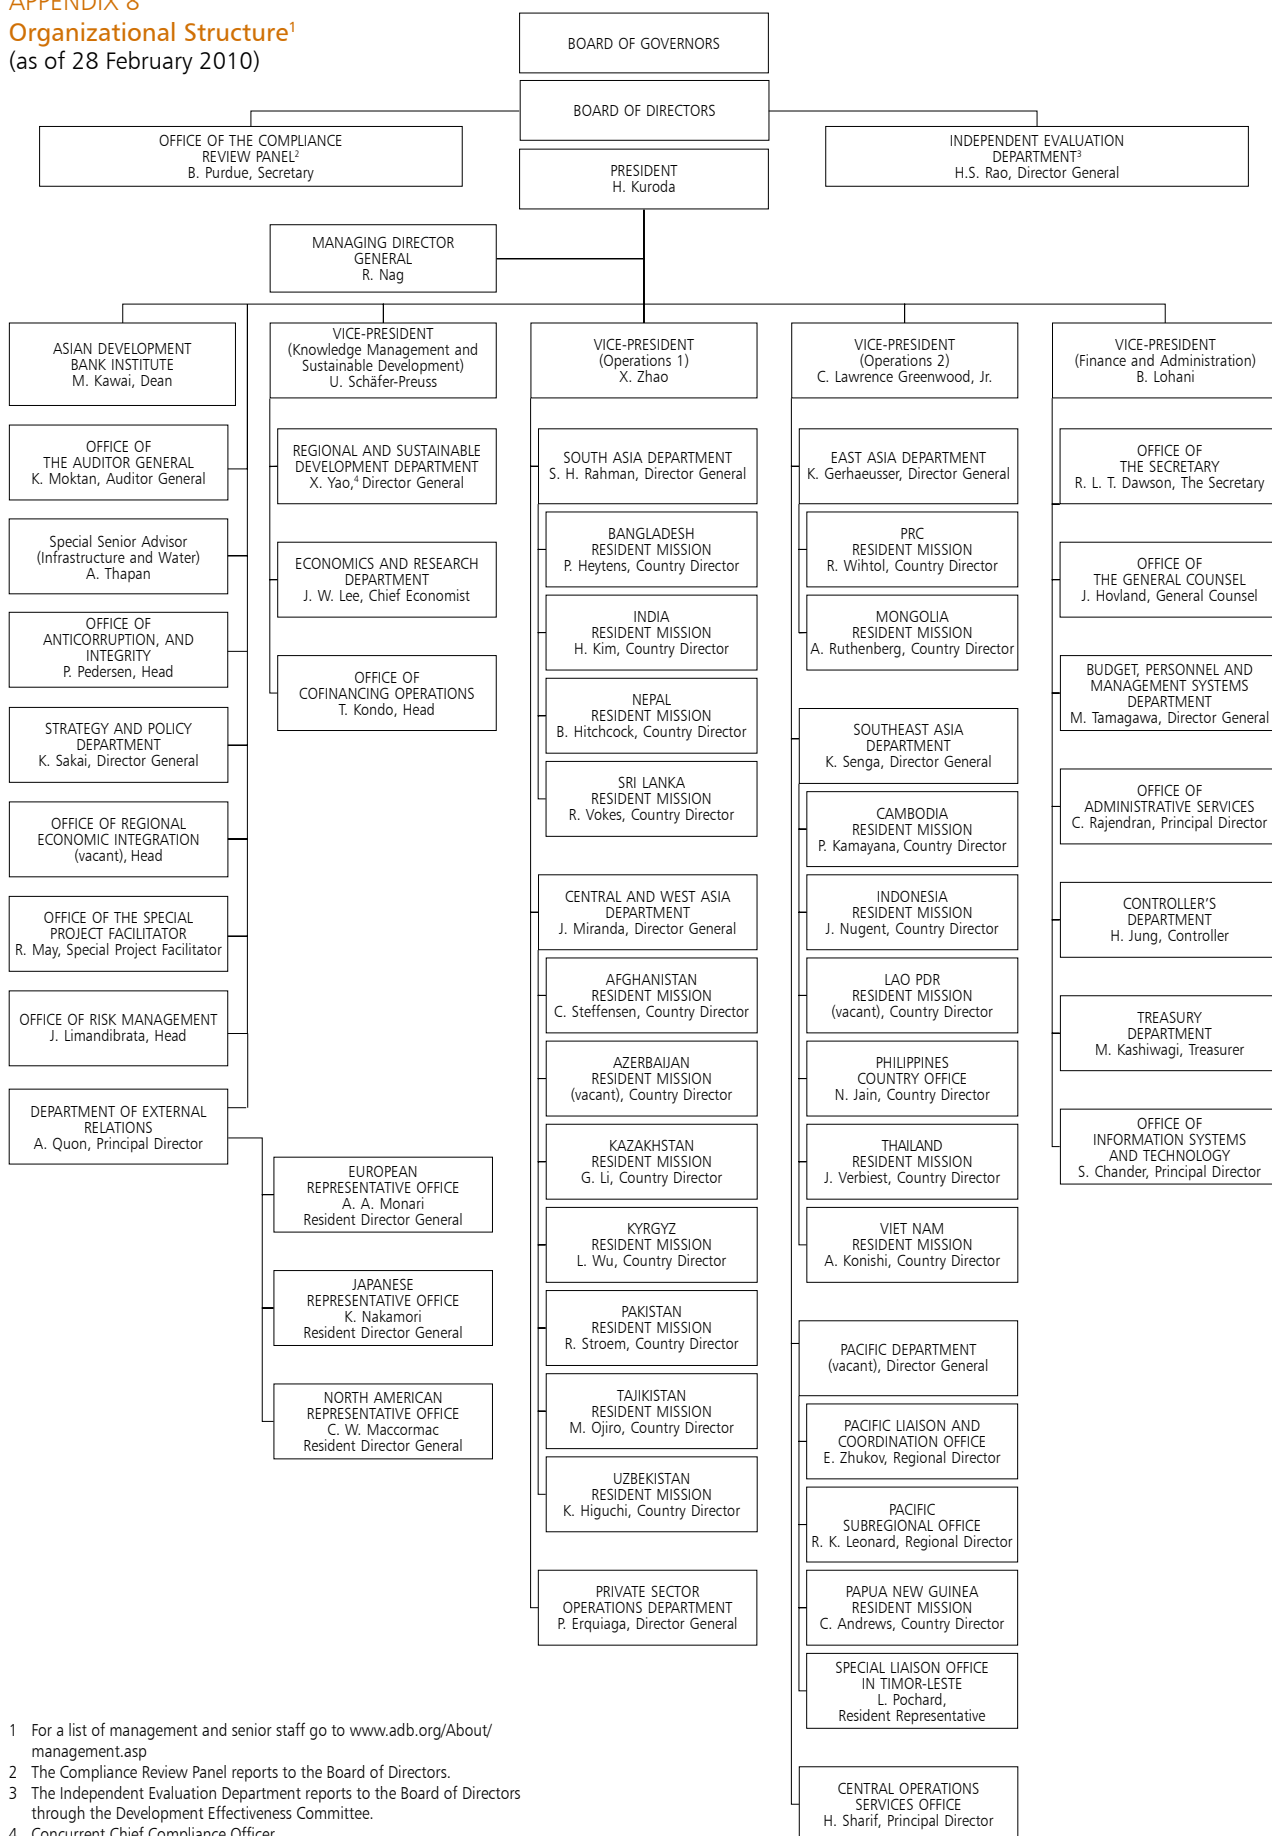 APPENDIX 8
Organizational Structure¹
(as of 28 February 2010)
BOARD OF GOVERNORS
BOARD OF DIRECTORS
OFFICE OF THE COMPLIANCE
REVIEW PANEL²
B. Purdue, Secretary
INDEPENDENT EVALUATION
DEPARTMENT³
H.S. Rao, Director General
PRESIDENT
H. Kuroda
MANAGING DIRECTOR
GENERAL
R. Nag
ASIAN DEVELOPMENT
BANK INSTITUTE
M. Kawai, Dean
OFFICE OF
THE AUDITOR GENERAL
K. Moktan, Auditor General
Special Senior Advisor
(Infrastructure and Water)
A. Thapan
OFFICE OF
ANTICORRUPTION, AND
INTEGRITY
P. Pedersen, Head
STRATEGY AND POLICY
DEPARTMENT
K. Sakai, Director General
OFFICE OF REGIONAL
ECONOMIC INTEGRATION
(vacant), Head
OFFICE OF THE SPECIAL
PROJECT FACILITATOR
R. May, Special Project Facilitator
OFFICE OF RISK MANAGEMENT
J. Limandibrata, Head
DEPARTMENT OF EXTERNAL
RELATIONS
A. Quon, Principal Director
EUROPEAN
REPRESENTATIVE OFFICE
A. A. Monari
Resident Director General
JAPANESE
REPRESENTATIVE OFFICE
K. Nakamori
Resident Director General
NORTH AMERICAN
REPRESENTATIVE OFFICE
C. W. Maccormac
Resident Director General
VICE-PRESIDENT
(Knowledge Management and
Sustainable Development)
U. Schäfer-Preuss
REGIONAL AND SUSTAINABLE
DEVELOPMENT DEPARTMENT
X. Yao,⁴ Director General
ECONOMICS AND RESEARCH
DEPARTMENT
J. W. Lee, Chief Economist
OFFICE OF
COFINANCING OPERATIONS
T. Kondo, Head
VICE-PRESIDENT
(Operations 1)
X. Zhao
SOUTH ASIA DEPARTMENT
S. H. Rahman, Director General
BANGLADESH
RESIDENT MISSION
P. Heytens, Country Director
INDIA
RESIDENT MISSION
H. Kim, Country Director
NEPAL
RESIDENT MISSION
B. Hitchcock, Country Director
SRI LANKA
RESIDENT MISSION
R. Vokes, Country Director
CENTRAL AND WEST ASIA
DEPARTMENT
J. Miranda, Director General
AFGHANISTAN
RESIDENT MISSION
C. Steffensen, Country Director
AZERBAIJAN
RESIDENT MISSION
(vacant), Country Director
KAZAKHSTAN
RESIDENT MISSION
G. Li, Country Director
KYRGYZ
RESIDENT MISSION
L. Wu, Country Director
PAKISTAN
RESIDENT MISSION
R. Stroem, Country Director
TAJIKISTAN
RESIDENT MISSION
M. Ojiro, Country Director
UZBEKISTAN
RESIDENT MISSION
K. Higuchi, Country Director
PRIVATE SECTOR
OPERATIONS DEPARTMENT
P. Erquiaga, Director General
VICE-PRESIDENT
(Operations 2)
C. Lawrence Greenwood, Jr.
EAST ASIA DEPARTMENT
K. Gerhaeusser, Director General
PRC
RESIDENT MISSION
R. Wihtol, Country Director
MONGOLIA
RESIDENT MISSION
A. Ruthenberg, Country Director
SOUTHEAST ASIA
DEPARTMENT
K. Senga, Director General
CAMBODIA
RESIDENT MISSION
P. Kamayana, Country Director
INDONESIA
RESIDENT MISSION
J. Nugent, Country Director
LAO PDR
RESIDENT MISSION
(vacant), Country Director
PHILIPPINES
COUNTRY OFFICE
N. Jain, Country Director
THAILAND
RESIDENT MISSION
J. Verbiest, Country Director
VIET NAM
RESIDENT MISSION
A. Konishi, Country Director
PACIFIC DEPARTMENT
(vacant), Director General
PACIFIC LIAISON AND
COORDINATION OFFICE
E. Zhukov, Regional Director
PACIFIC
SUBREGIONAL OFFICE
R. K. Leonard, Regional Director
PAPUA NEW GUINEA
RESIDENT MISSION
C. Andrews, Country Director
SPECIAL LIAISON OFFICE
IN TIMOR-LESTE
L. Pochard,
Resident Representative
CENTRAL OPERATIONS
SERVICES OFFICE
H. Sharif, Principal Director
VICE-PRESIDENT
(Finance and Administration)
B. Lohani
OFFICE OF
THE SECRETARY
R. L. T. Dawson, The Secretary
OFFICE OF
THE GENERAL COUNSEL
J. Hovland, General Counsel
BUDGET, PERSONNEL AND
MANAGEMENT SYSTEMS
DEPARTMENT
M. Tamagawa, Director General
OFFICE OF
ADMINISTRATIVE SERVICES
C. Rajendran, Principal Director
CONTROLLER'S
DEPARTMENT
H. Jung, Controller
TREASURY
DEPARTMENT
M. Kashiwagi, Treasurer
OFFICE OF
INFORMATION SYSTEMS
AND TECHNOLOGY
S. Chander, Principal Director
1 For a list of management and senior staff go to www.adb.org/About/
management.asp
2 The Compliance Review Panel reports to the Board of Directors.
3 The Independent Evaluation Department reports to the Board of Directors
through the Development Effectiveness Committee.
4 Concurrent Chief Compliance Officer